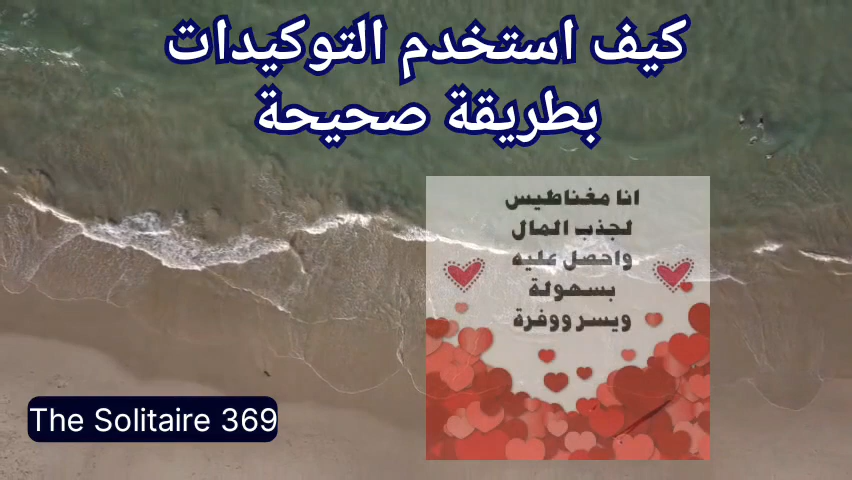 كيف استخدم التوكيدات
بطريقة صحيحة
انا مغناطيس
لجذب المال
واحصل عليه
بسهولة
ويسر ووفرة
The Solitaire 369